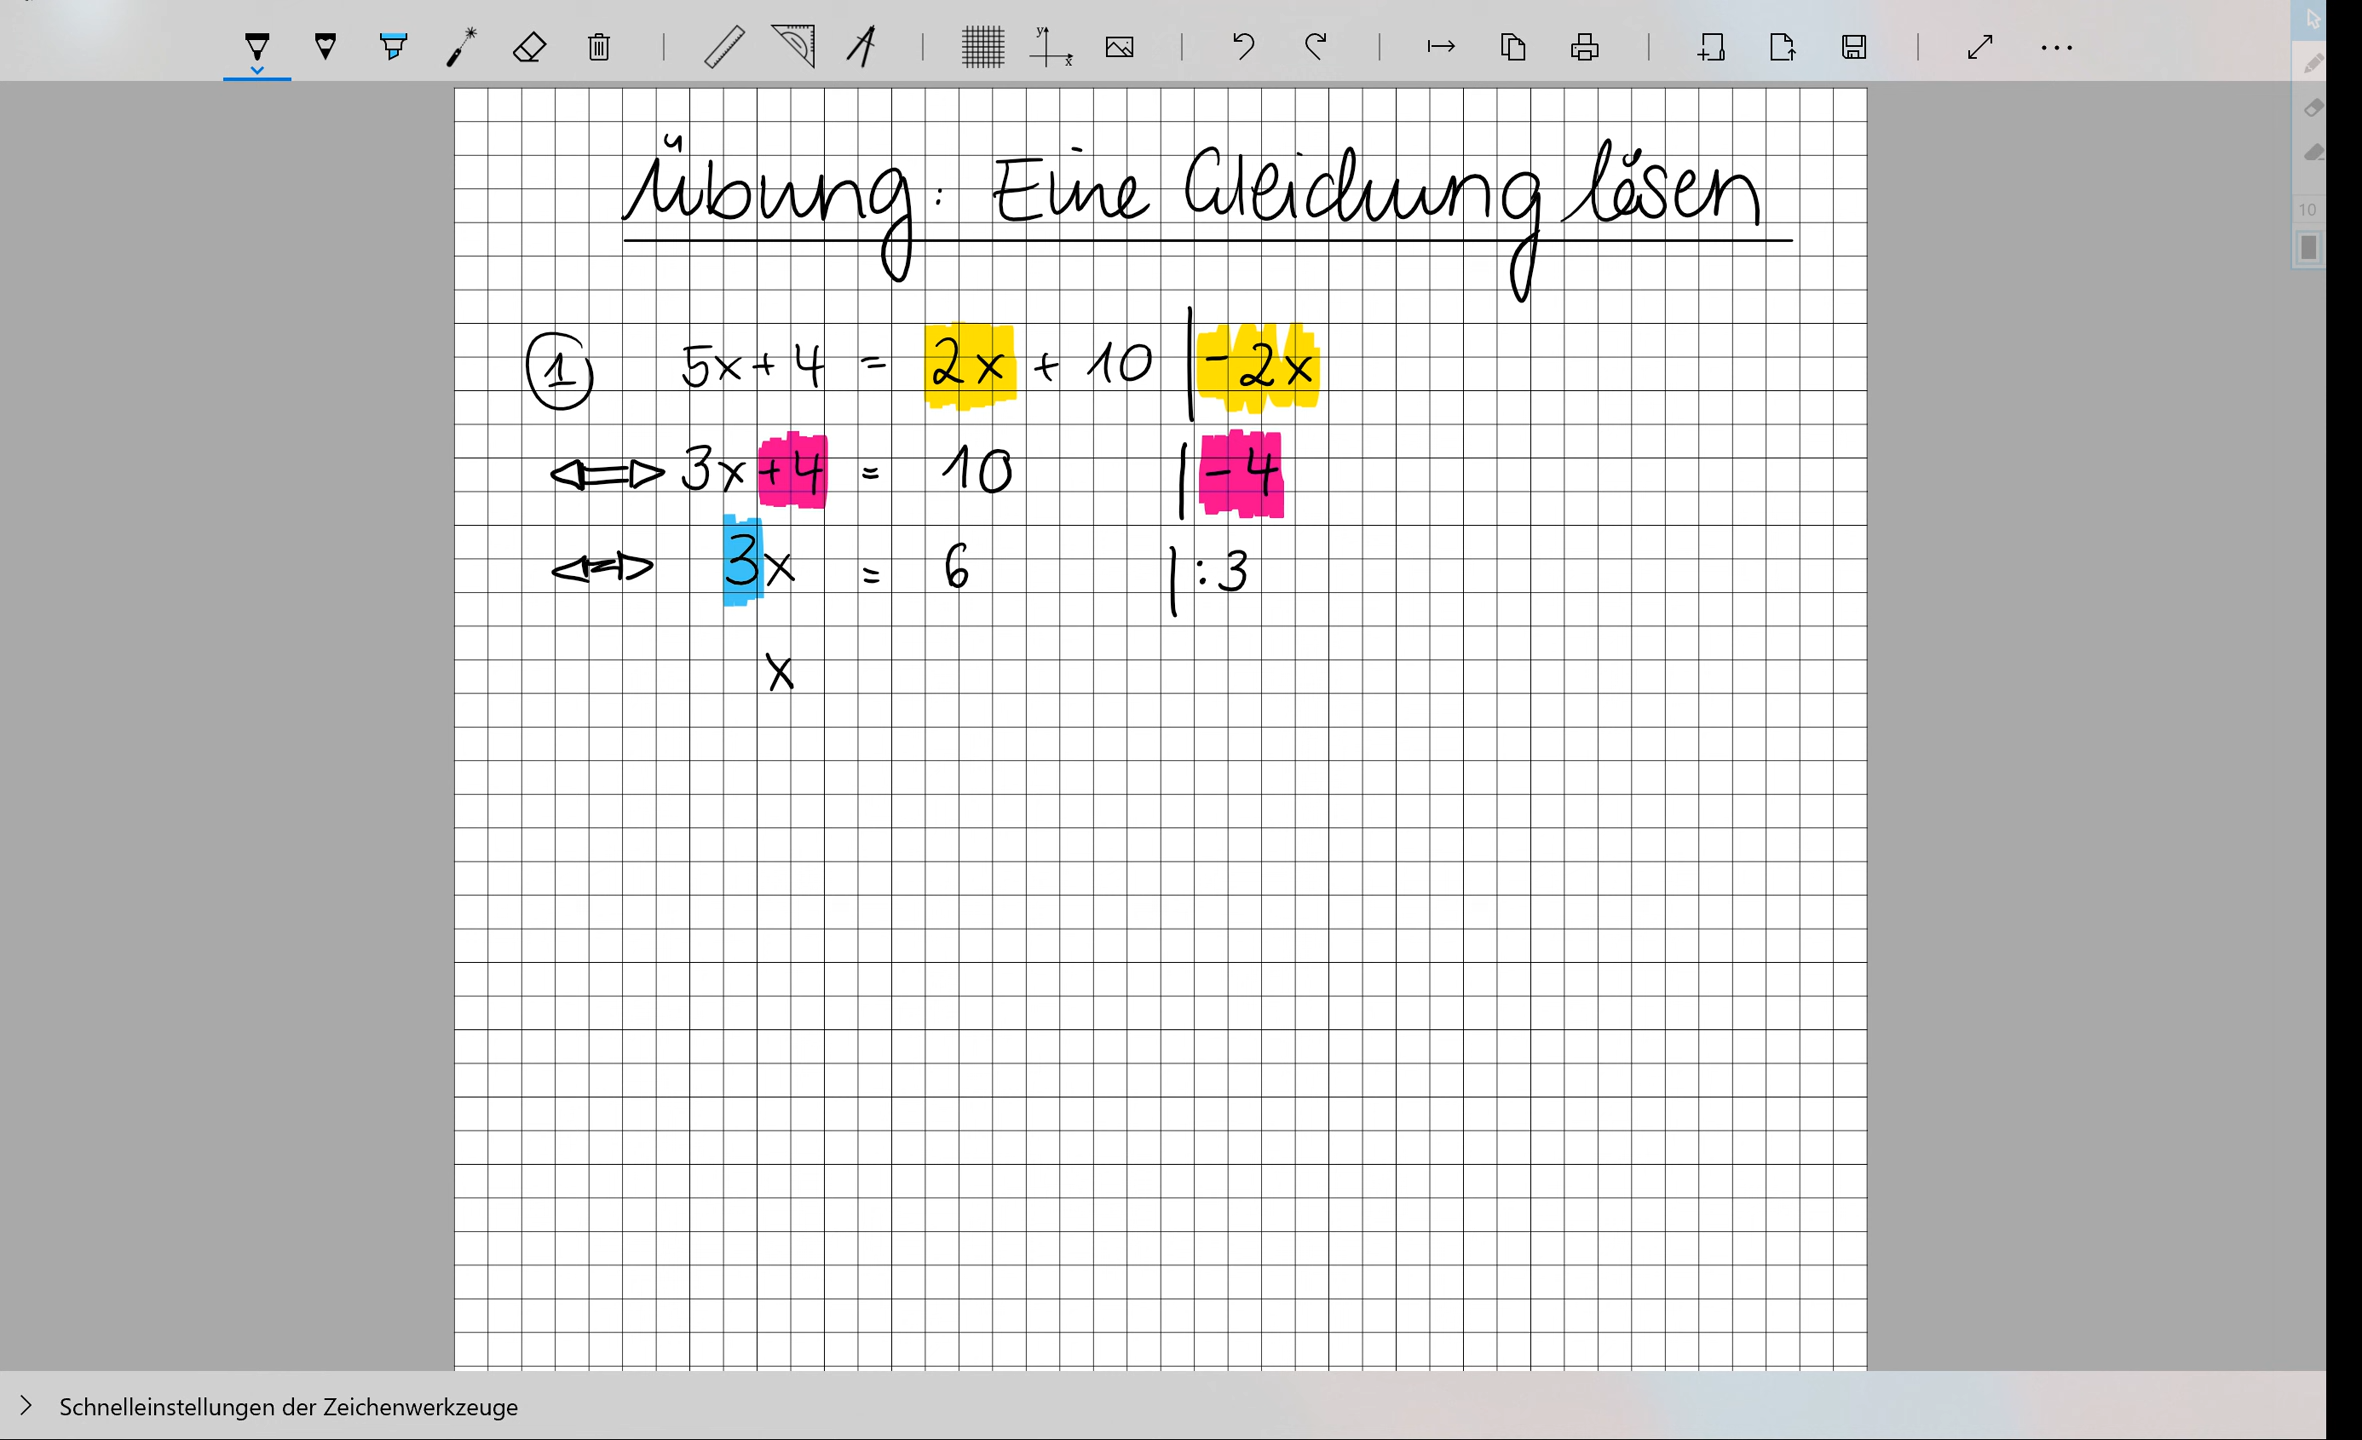 Übung: Eine Gleichung lösen
① 5x + 4 = 2x + 10 | - 2x
⟺ 3x + 4 = 10 | - 4
⟺ 3x = 6 | : 3
x
10
Schnelleinstellungen der Zeichenwerkzeuge